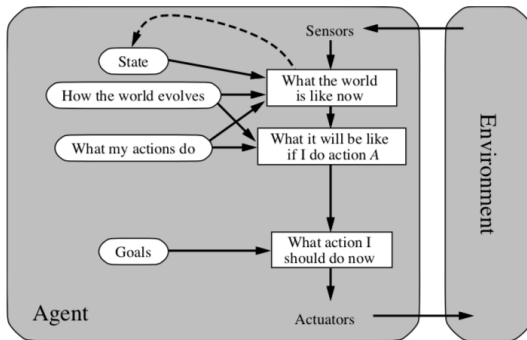 Sensors
State
How the world evolves
What the world
is like now
What my actions do
What it will be like
if I do action A
Goals
What action I
should do now
Agent
Actuators
Environment